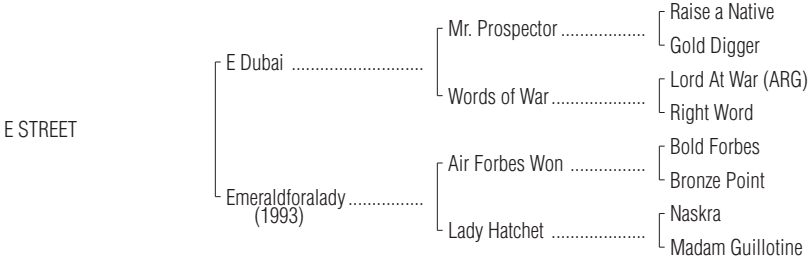 Raise a Native
Mr. Prospector ..................
Gold Digger
E Dubai ............................
Lord At War (ARG)
Words of War....................
Right Word
E STREET
Bold Forbes
Air Forbes Won ................
Bronze Point
Emeraldforalady................
(1993)
Naskra
Lady Hatchet ....................
Madam Guillotine